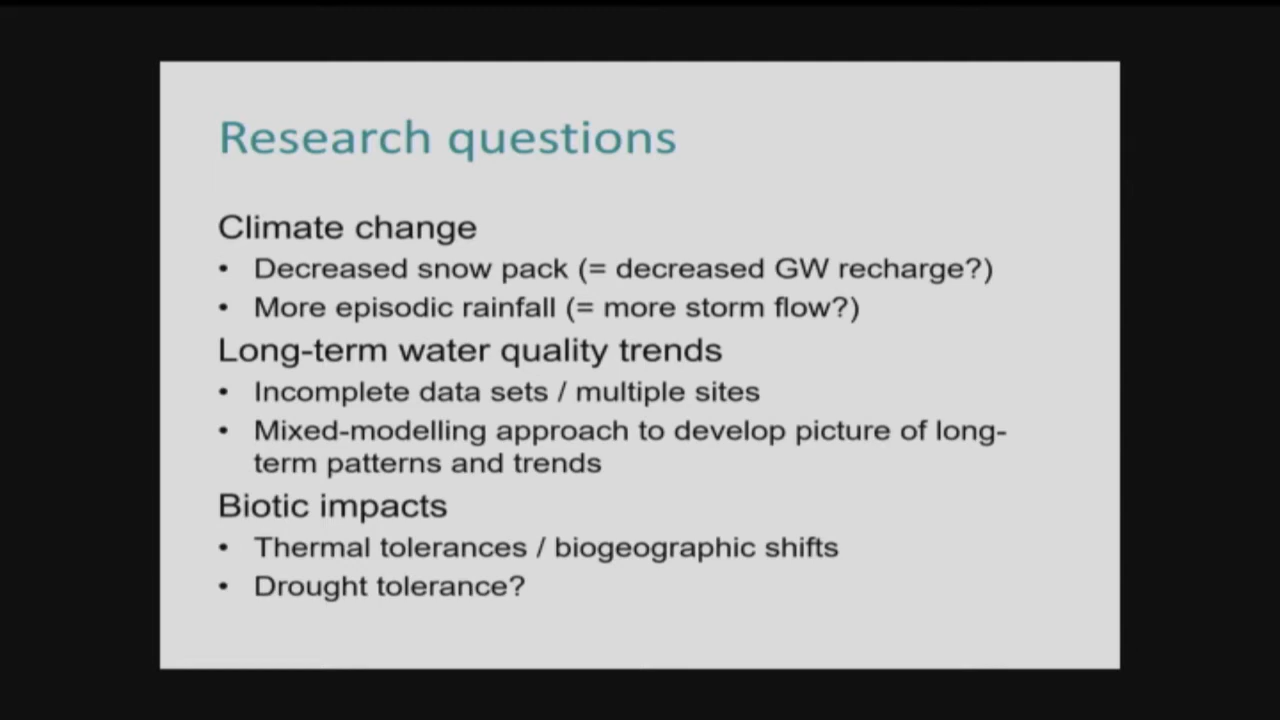 Research questions
Climate change
• Decreased snow pack (= decreased GW recharge?)
• More episodic rainfall (= more storm flow?)
Long-term water quality trends
• Incomplete data sets / multiple sites
• Mixed-modelling approach to develop picture of long-
term patterns and trends
Biotic impacts
• Thermal tolerances / biogeographic shifts
• Drought tolerance?